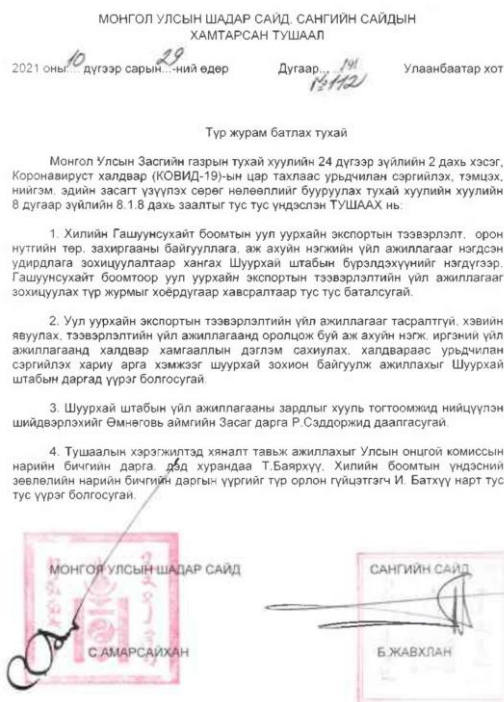 МОНГОЛ УЛСЫН ШАДАР САЙД, САНГИЙН САЙДЫН
ХАМТАРСАН ТУШААЛ
2021 оны 10 дүгээр сарын 29-ний өдөр Дугаар... 141 Улаанбаатар хот
№112
Түр журам батлах тухай
Монгол Улсын Засгийн газрын тухай хуулийн 24 дүгээр зүйлийн 2 дахь хэсэг,
Коронавируст халдвар (КОВИД-19)-ын цар тахлаас урьдчилан сэргийлэх, тэмцэх,
нийгэм, эдийн засагт үзүүлэх сөрөг нөлөөллийг бууруулах тухай хуулийн хуулийн
8 дугаар зүйлийн 8.1.8 дахь заалтыг тус тус үндэслэн ТУШААХ нь:
1. Хилийн Гашуунсухайт боомтын уул уурхайн экспортын тээвэрлэлт, орон
нутгийн төр, захиргааны байгууллага, аж ахуйн нэгжийн үйл ажиллагааг нэгдсэн
удирдлага зохицуулалтаар хангах Шуурхай штабын бүрэлдэхүүнийг нэгдүгээр,
Гашуунсухайт боомтоор уул уурхайн экспортын тээвэрлэлтийн үйл ажиллагааг
зохицуулах түр журмыг хоёрдугаар хавсралтаар тус тус баталсугай.
2. Уул уурхайн экспортын тээвэрлэлтийн үйл ажиллагааг тасралтгүй, хэвийн
явуулах, тээвэрлэлтийн үйл ажиллагаанд оролцож буй аж ахуйн нэгж, иргэний үйл
ажиллагаанд халдвар хамгааллын дэглэм сахиулах, халдвараас урьдчилан
сэргийлэх хариу арга хэмжээг шуурхай зохион байгуулж ажиллахыг Шуурхай
штабын даргад үүрэг болгосугай.
3. Шуурхай штабын үйл ажиллагааны зардлыг хууль тогтоомжид нийцүүлэн
шийдвэрлэхийг Өмнөговь аймгийн Засаг дарга Р.Сэддоржид даалгасугай.
4. Тушаалын хэрэгжилтэд хяналт тавьж ажиллахыг Улсын онцгой комиссын
нарийн бичгийн дарга, дэд хурандаа Т.Баярхүү, Хилийн боомтын үндэсний
зөвлөлийн нарийн бичгийн даргын үүргийг түр орлон гүйцэтгэгч И. Батхүү нарт тус
тус үүрэг болгосугай.
МОНГОЛ УЛСЫН ШАДАР САЙД САНГИЙН САЙД
С.АМАРСАЙХАН Б.ЖАВХЛАН